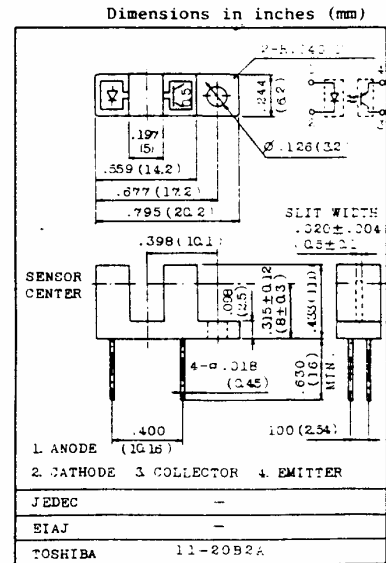 Dimensions in inches (mm)
.244
(6.2)
.197
(5)
Ø.126(3.2)
.559(14.2)
.677(17.2)
.795(20.2)
SLIT WIDTH
.020±.004
0.5±0.1
.398(10.1)
SENSOR
CENTER
.098
(2.5)
.315±0.12
(8±0.3)
.433(11.0)
4-□.018
(0.45)
.630
(16)
MIN.
.400
(10.16)
100(2.54)
1. ANODE
2. CATHODE 3. COLLECTOR 4. EMITTER
JEDEC —
EIAJ —
TOSHIBA 11-20B2A